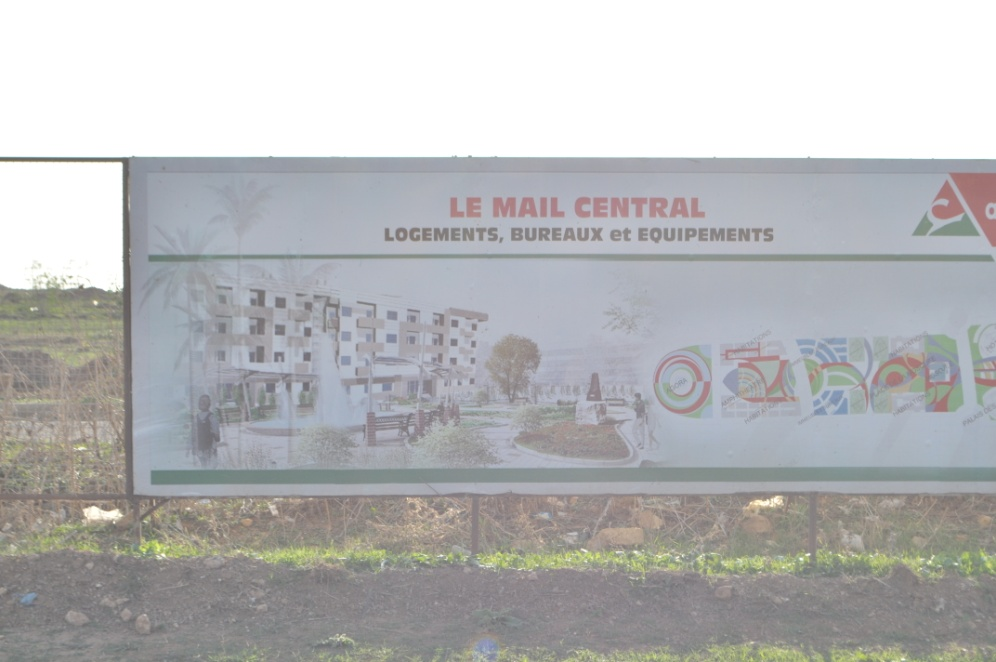 LE MAIL CENTRAL
LOGEMENTS, BUREAUX et EQUIPEMENTS